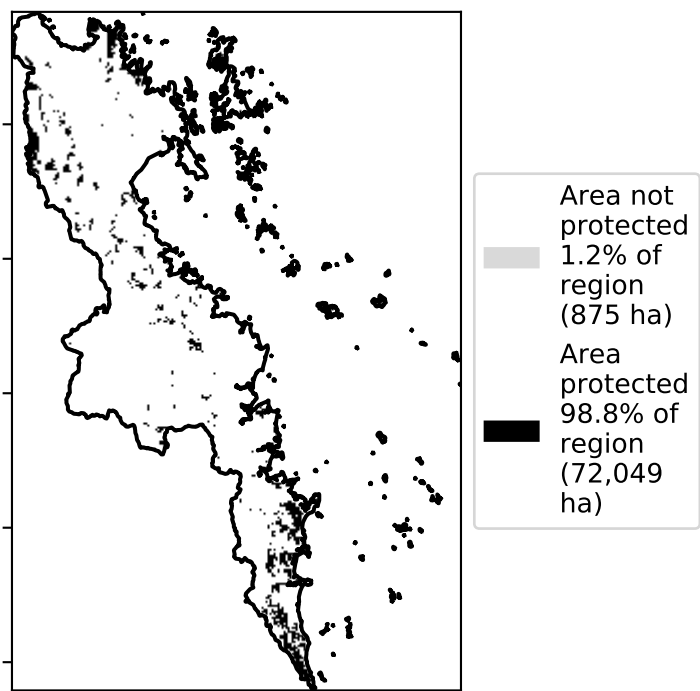 Area not
protected
1.2% of
region
(875 ha)
Area
protected
98.8% of
region
(72,049
ha)